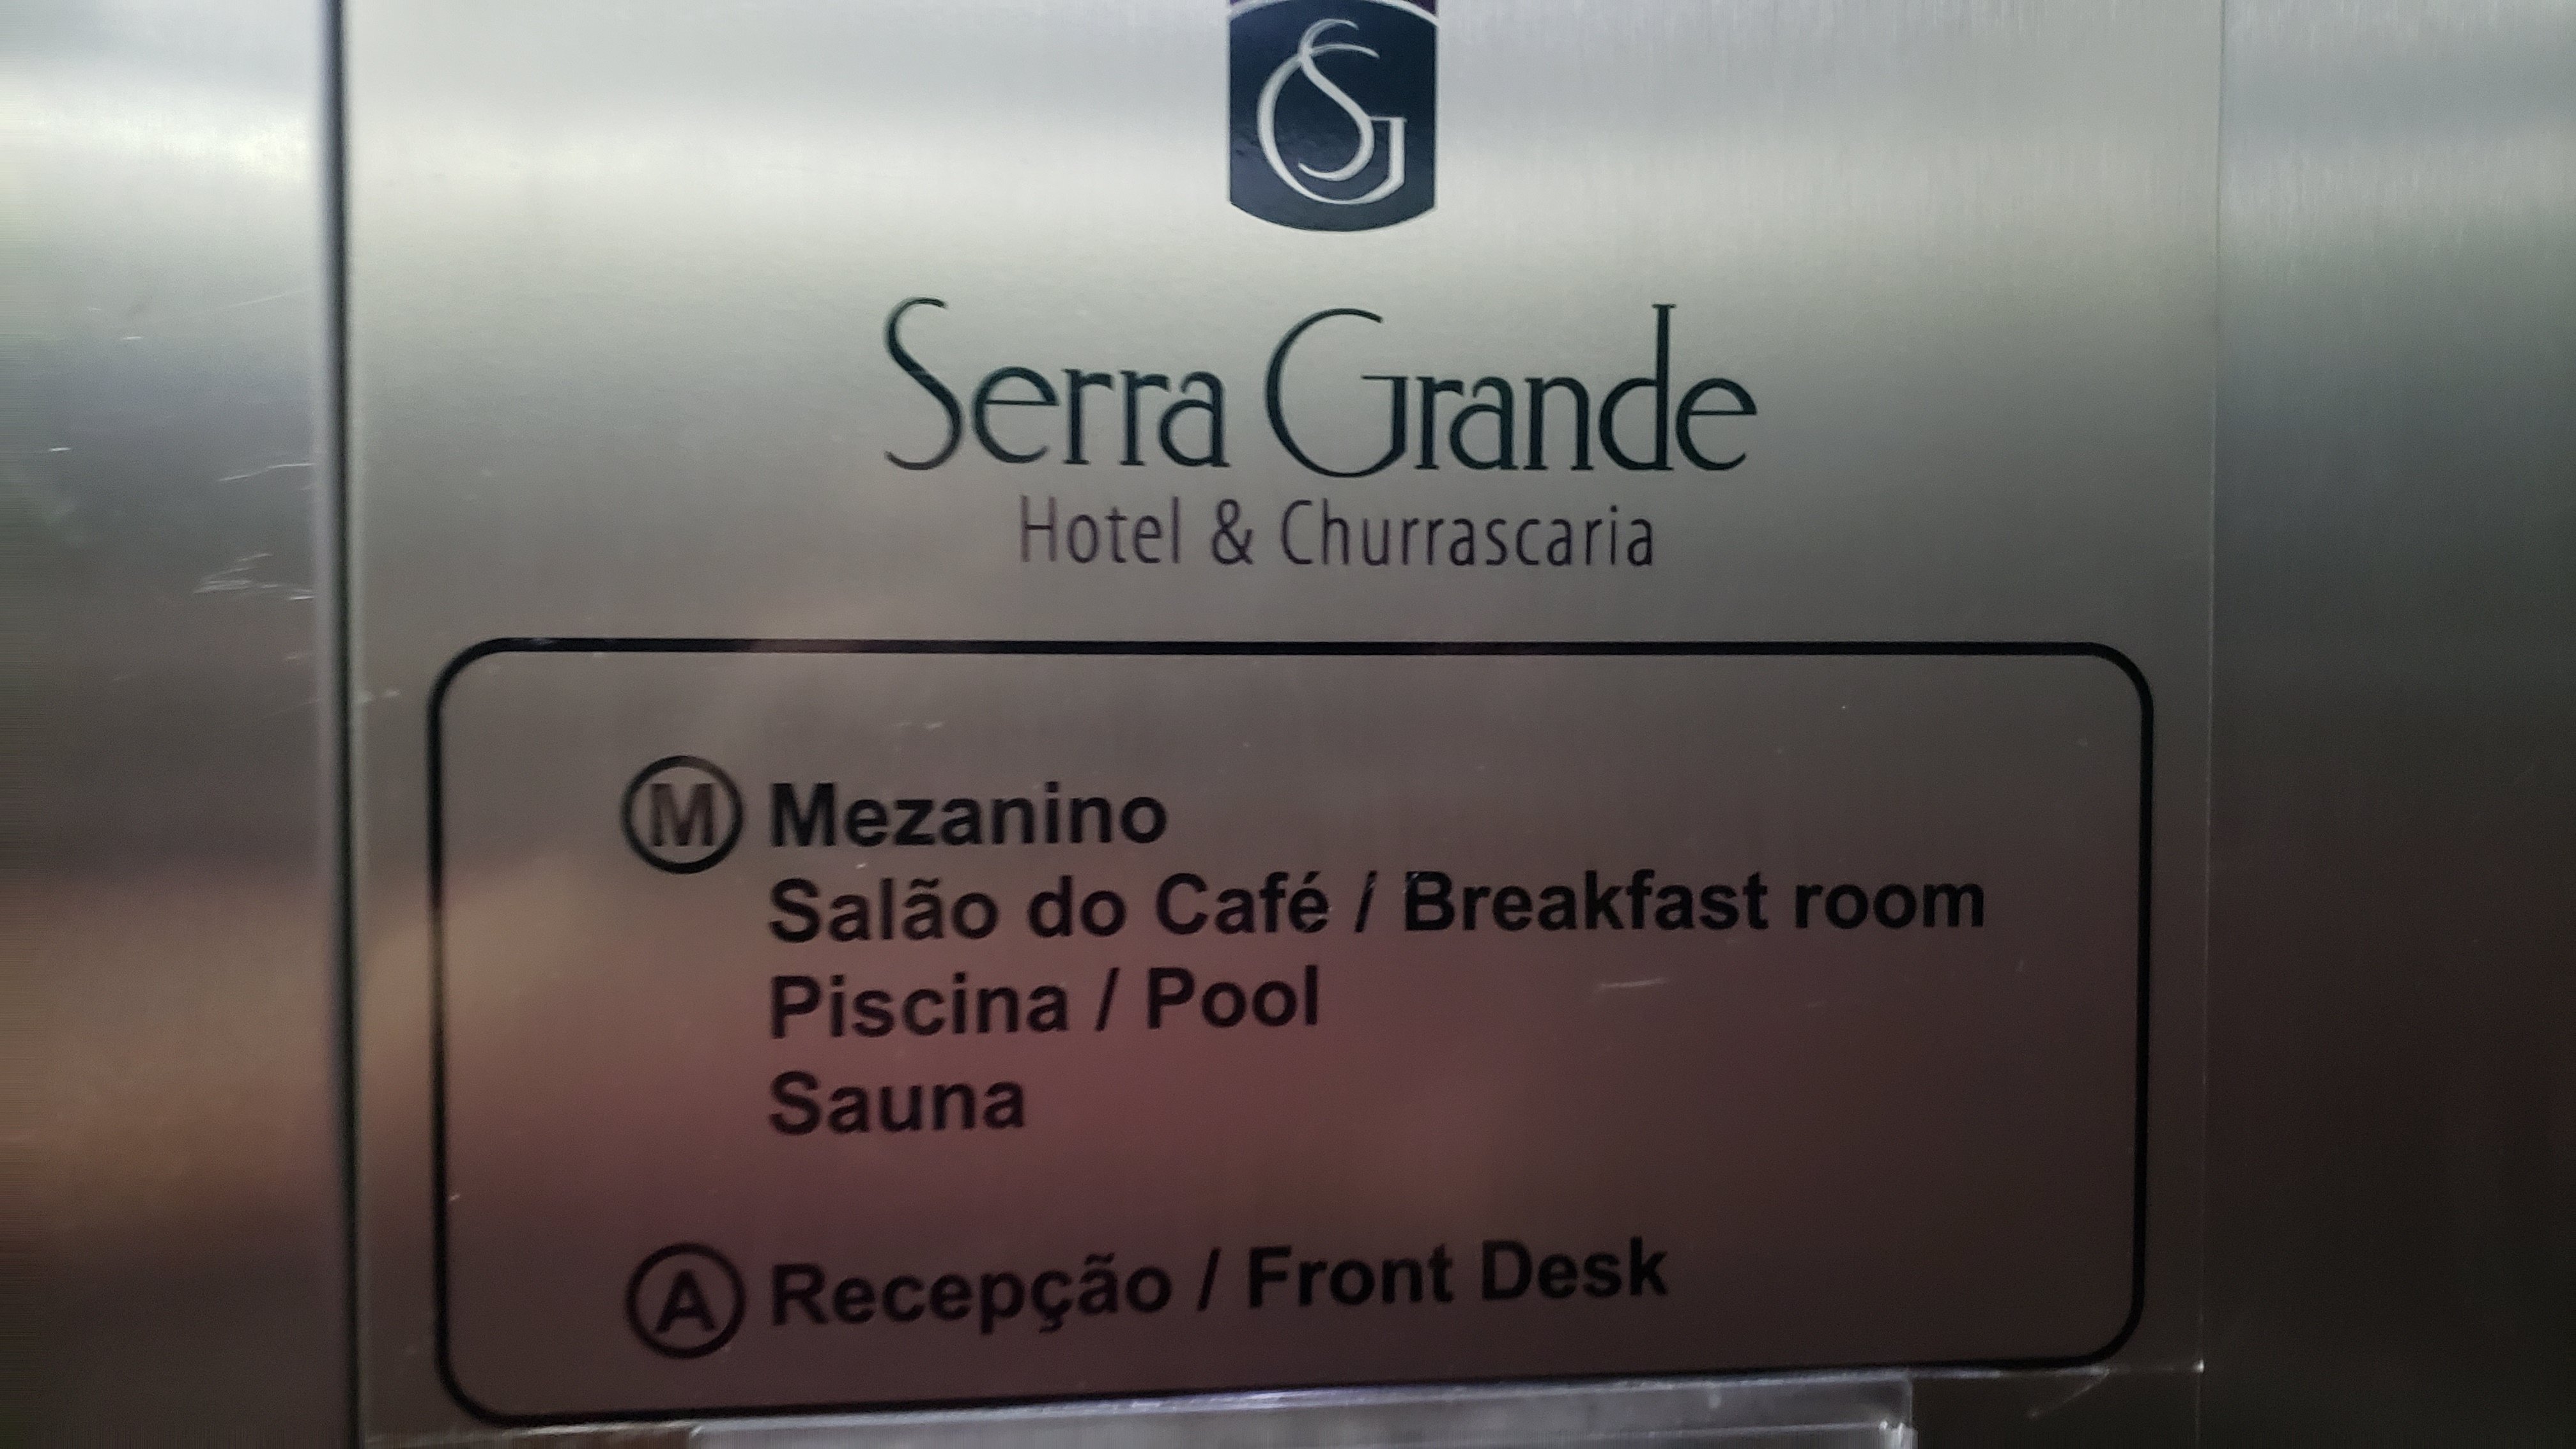 SG
Serra Grande
Hotel & Churrascaria
M Mezanino
Salão do Café / Breakfast room
Piscina / Pool
Sauna
A Recepção / Front Desk